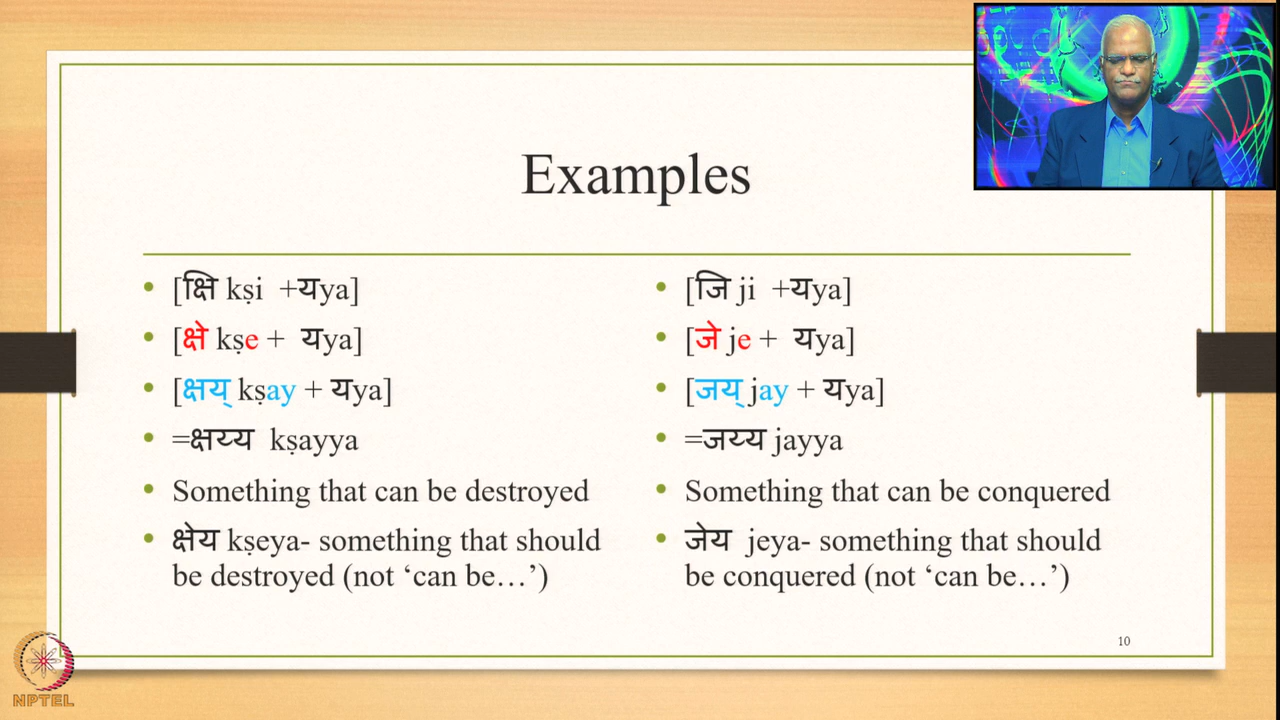 Examples
[क्षि kṣi +यya]
[क्षे kṣe + यya]
[क्षय् kṣay + यya]
=क्षय्य kṣayya
Something that can be destroyed
क्षेय kṣeya- something that should
be destroyed (not ‘can be…’)
[जि ji +यya]
[जे je + यya]
[जय् jay + यya]
=जय्य jayya
Something that can be conquered
जेय jeya- something that should
be conquered (not ‘can be…’)
10
NPTEL